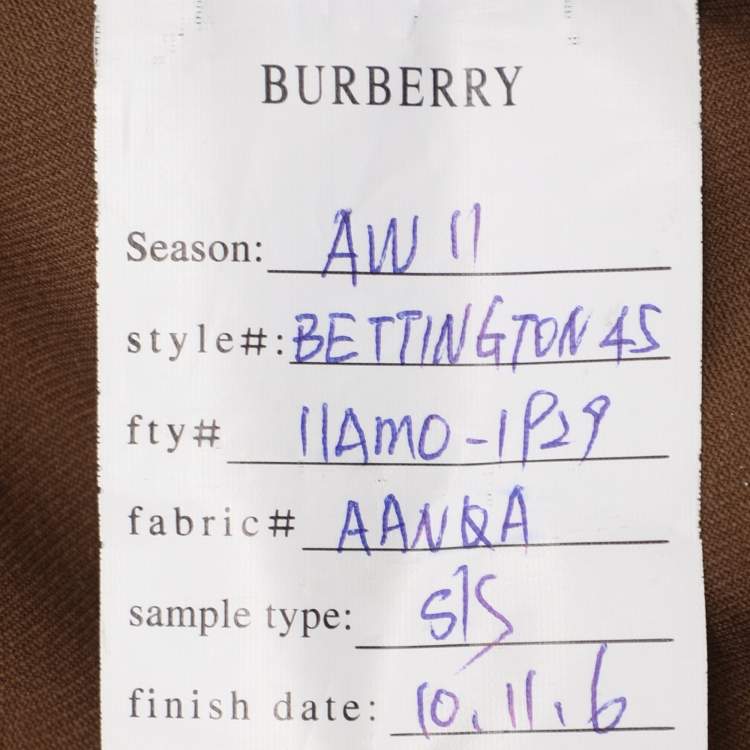 BURBERRY
Season: AW 11
style#: BETTINGTON 45
fty# 11AMO-1P29
fabric# AANQA
sample type: S/S
finish date: 10.11.6